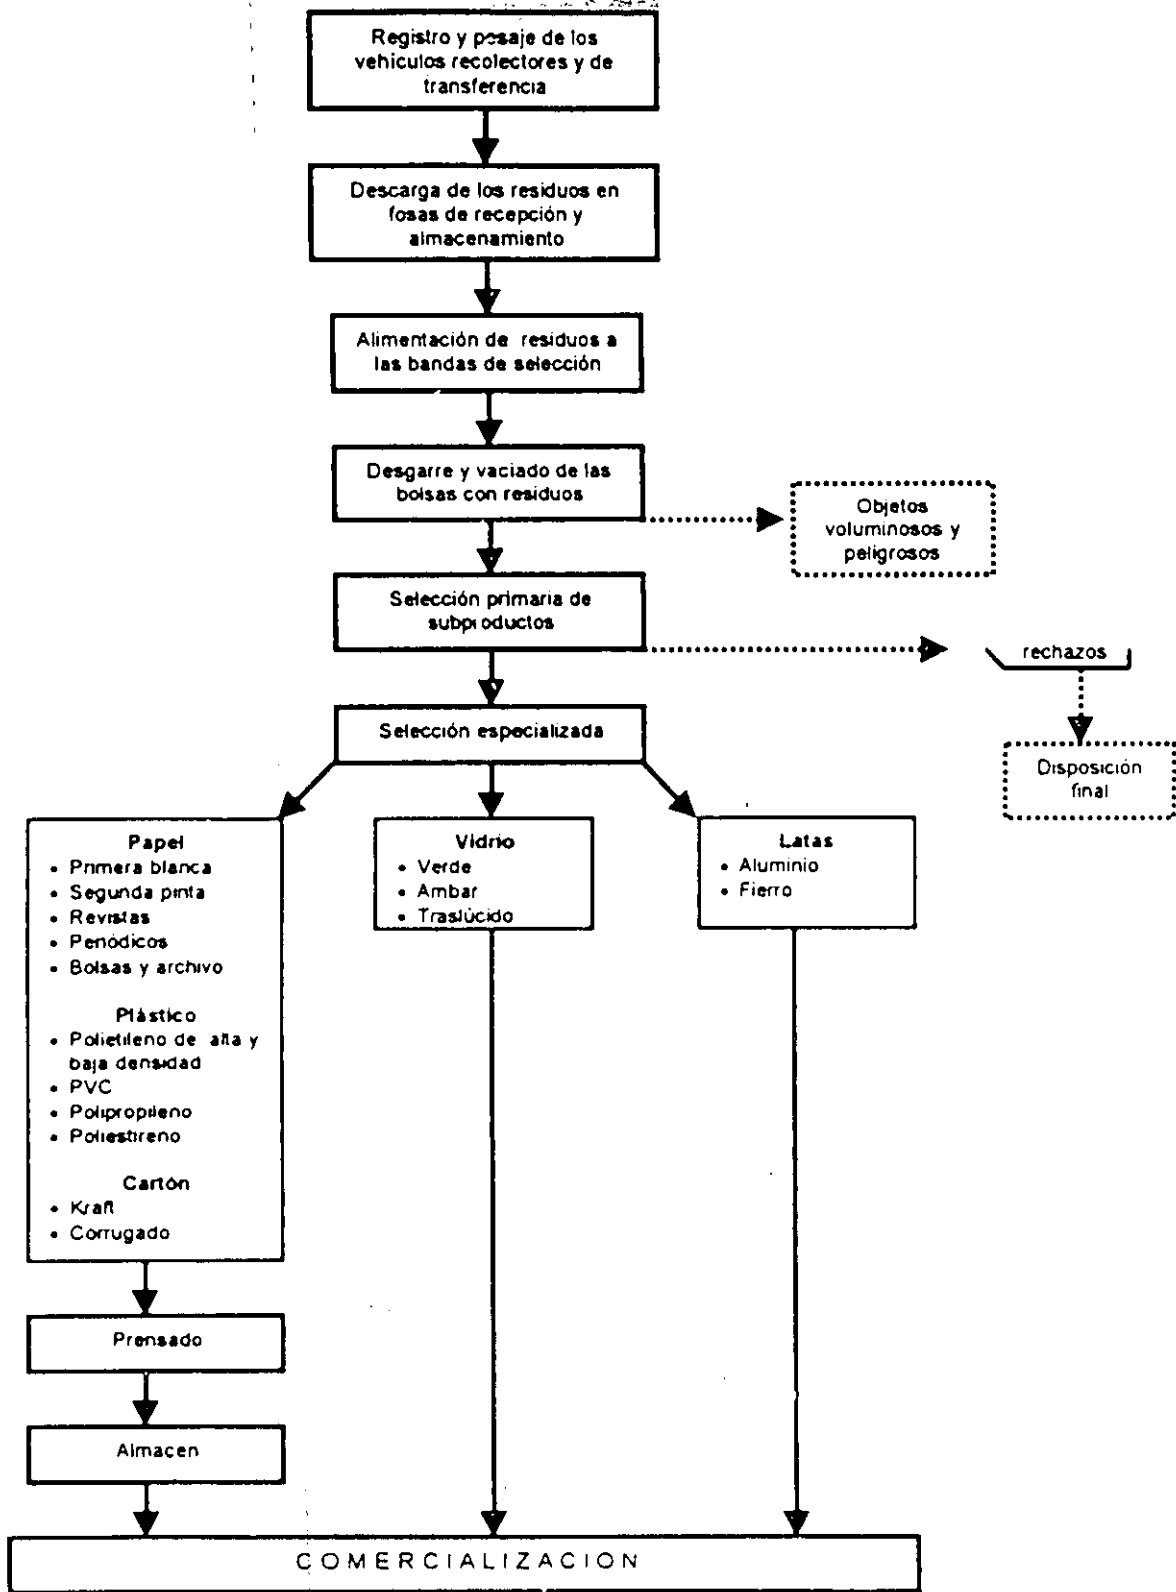 Registro y pesaje de los
vehículos recolectores y de
transferencia
Descarga de los residuos en
fosas de recepción y
almacenamiento
Alimentación de residuos a
las bandas de selección
Desgarre y vaciado de las
bolsas con residuos
Objetos
voluminosos y
peligrosos
Selección primaria de
subproductos
rechazos
Selección especializada
Disposición
final
Papel
• Primera blanca
• Segunda pinta
• Revistas
• Periódicos
• Bolsas y archivo
Plástico
• Polietileno de alta y
baja densidad
• PVC
• Polipropileno
• Poliestireno
Cartón
• Kraft
• Corrugado
Vidrio
• Verde
• Ambar
• Traslúcido
Latas
• Aluminio
• Fierro
Prensado
Almacen
COMERCIALIZACION